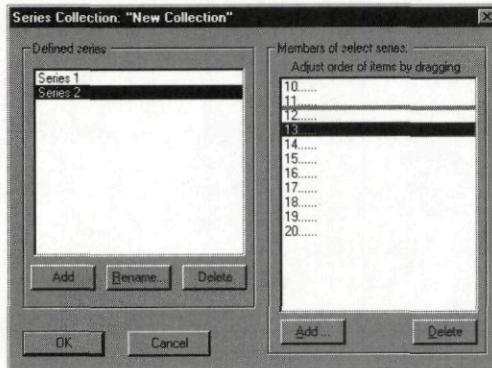 Series Collection: "New Collection"
Defined series
Series 1
Series 2
Add
Rename...
Delete
OK
Cancel
Members of select series:
Adjust order of items by dragging
10......
11......
12......
13......
14......
15......
16......
17......
18......
19......
20......
Add ...
Delete